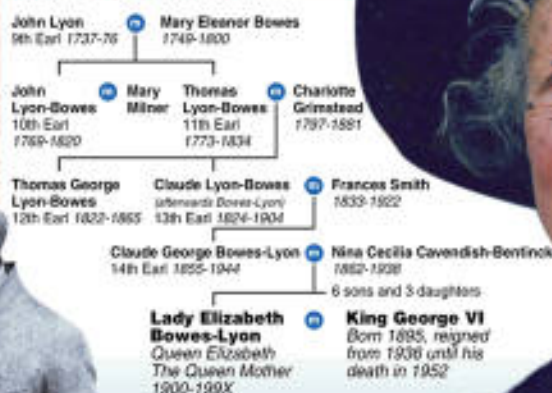 John Lyon
9th Earl 1737-76
Mary Eleanor Bowes
1749-1800
John
Lyon-Bowes
10th Earl
1769-1820
Mary
Milner
Thomas
Lyon-Bowes
11th Earl
1773-1834
Charlotte
Grimstead
1797-1881
Thomas George
Lyon-Bowes
12th Earl 1822-1865
Claude Lyon-Bowes
(afterwards Bowes-Lyon)
13th Earl 1824-1904
Frances Smith
1833-1922
Claude George Bowes-Lyon
14th Earl 1855-1944
Nina Cecilia Cavendish-Bentinck
1862-1938
6 sons and 3 daughters
Lady Elizabeth
Bowes-Lyon
Queen Elizabeth
The Queen Mother
1900-199X
King George VI
Born 1895, reigned
from 1936 until his
death in 1952